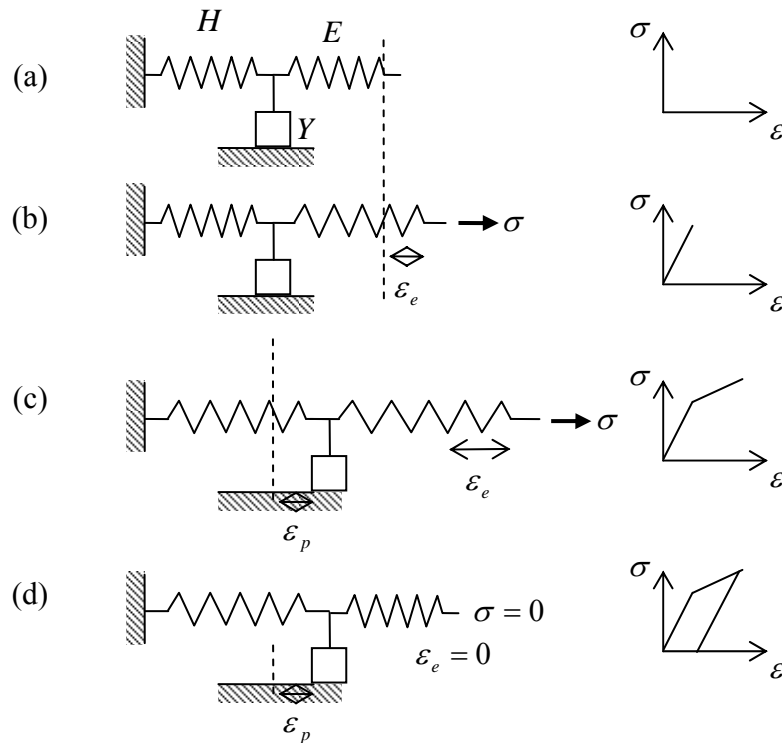 H E σ
(a)
Y
ε
(b) σ σ
ε_e ε
(c) σ σ
ε_e
ε_p ε
(d) σ = 0 σ
ε_e = 0
ε_p ε